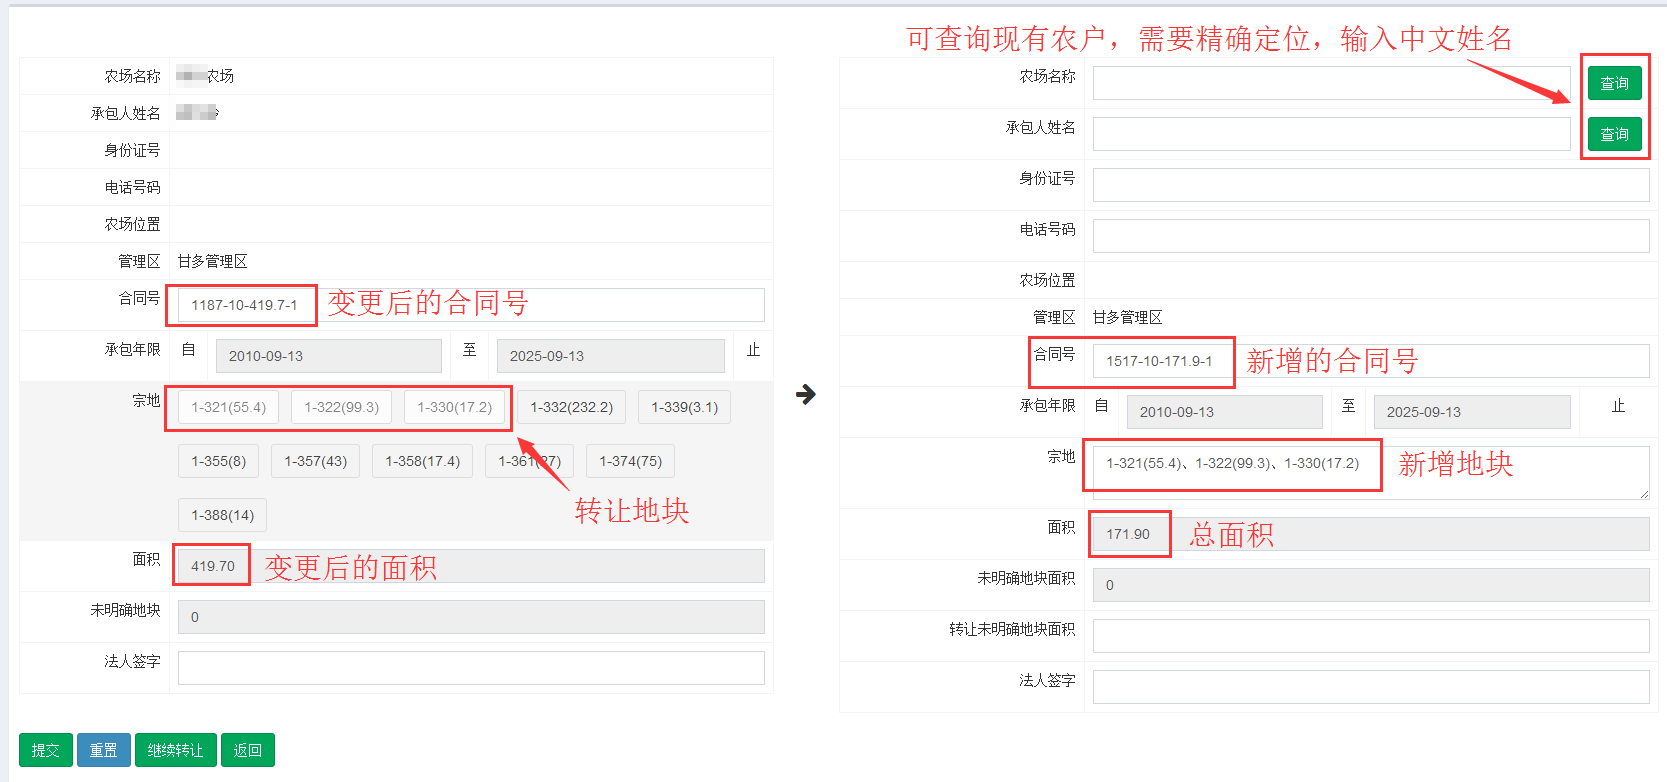 可查询现有农户，需要精确定位，输入中文姓名
农场名称 农场
承包人姓名
身份证号
电话号码
农场位置
管理区 甘多管理区
合同号 1187-10-419.7-1 变更后的合同号
承包年限 自 2010-09-13 至 2025-09-13 止
宗地 1-321(55.4) 1-322(99.3) 1-330(17.2) 1-332(232.2) 1-339(3.1)
1-355(8) 1-357(43) 1-358(17.4) 1-361( 7) 1-374(75)
1-388(14)
转让地块
面积 419.70 变更后的面积
未明确地块 0
法人签字
提交 重置 继续转让 返回
农场名称 查询
承包人姓名 查询
身份证号
电话号码
农场位置
管理区 甘多管理区
合同号 1517-10-171.9-1 新增的合同号
承包年限 自 2010-09-13 至 2025-09-13 止
宗地 1-321(55.4)、1-322(99.3)、1-330(17.2) 新增地块
面积 171.90 总面积
未明确地块面积 0
转让未明确地块面积
法人签字